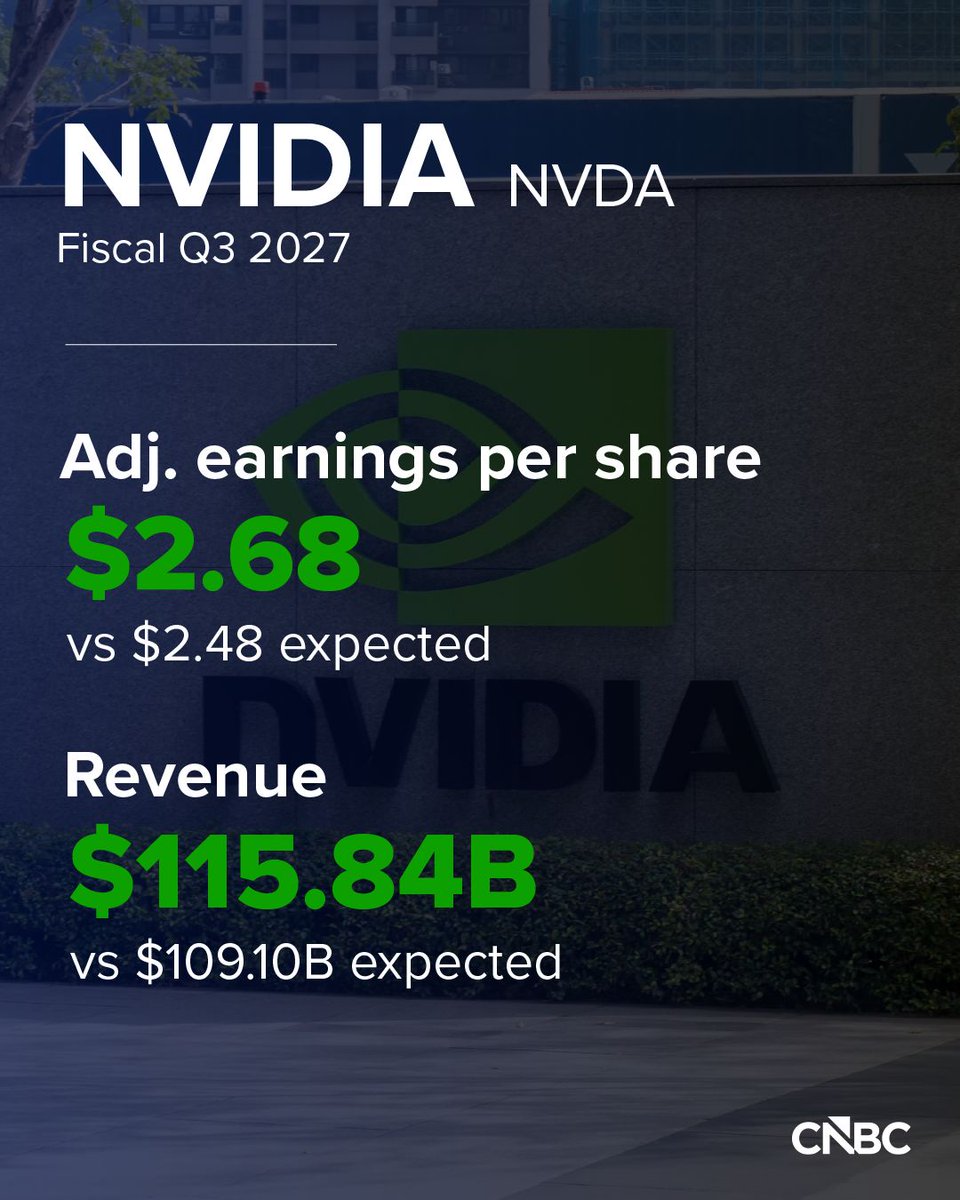 NVIDIA NVDA
Fiscal Q3 2027
Adj. earnings per share
$2.68
vs $2.48 expected
NVIDIA
Revenue
$115.84B
vs $109.10B expected
CNBC